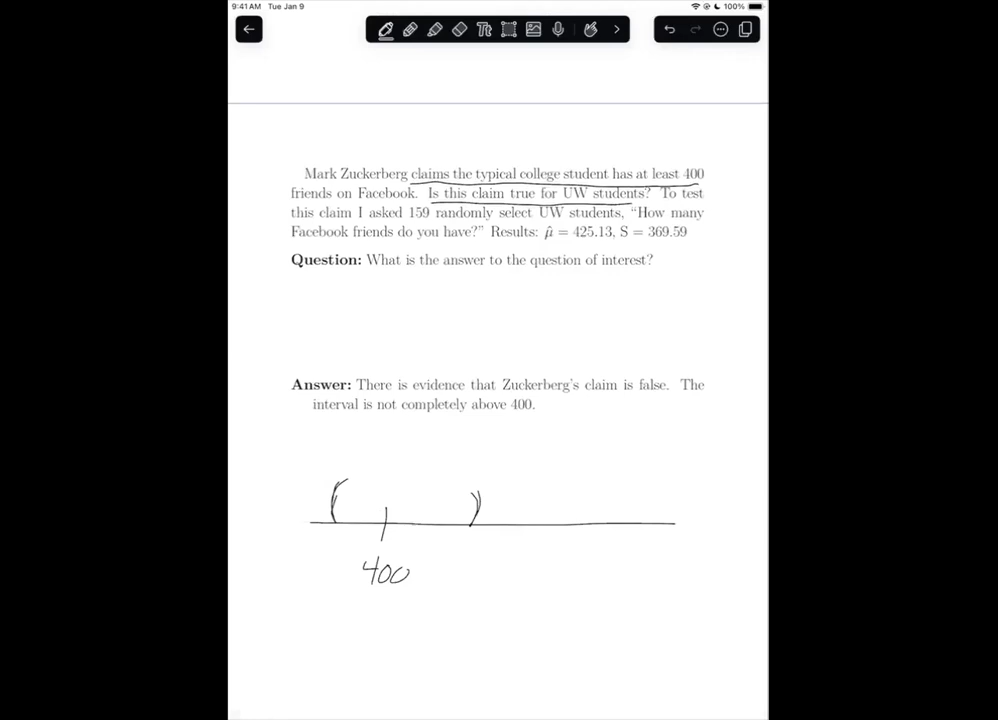 9:41 AM Tue Jan 9
100%
Tt
Mark Zuckerberg claims the typical college student has at least 400
friends on Facebook. Is this claim true for UW students? To test
this claim I asked 159 randomly select UW students, “How many
Facebook friends do you have?” Results: μ̂ = 425.13, S = 369.59
Question: What is the answer to the question of interest?
Answer: There is evidence that Zuckerberg’s claim is false. The
interval is not completely above 400.
( )
400